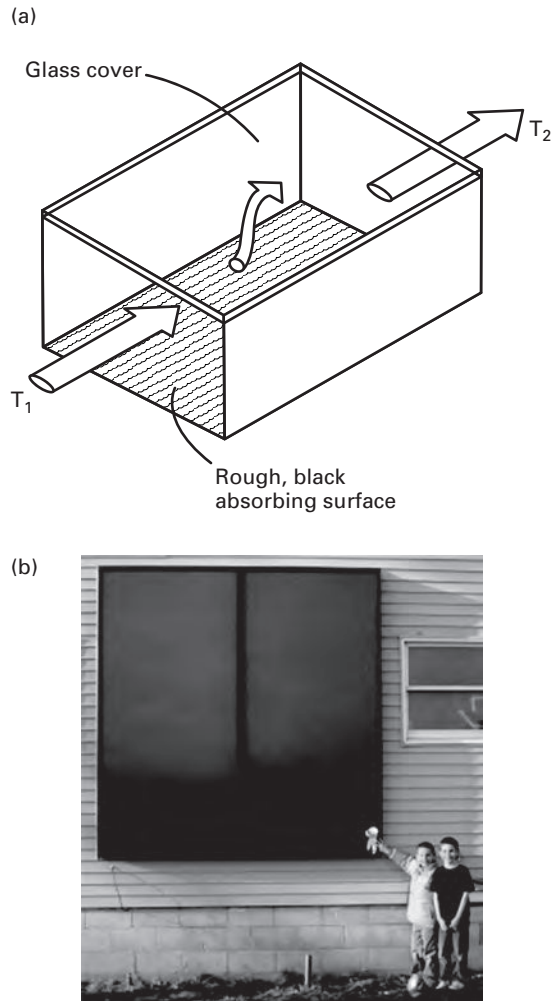 (a)
Glass cover
T₂
T₁
Rough, black
absorbing surface
(b)